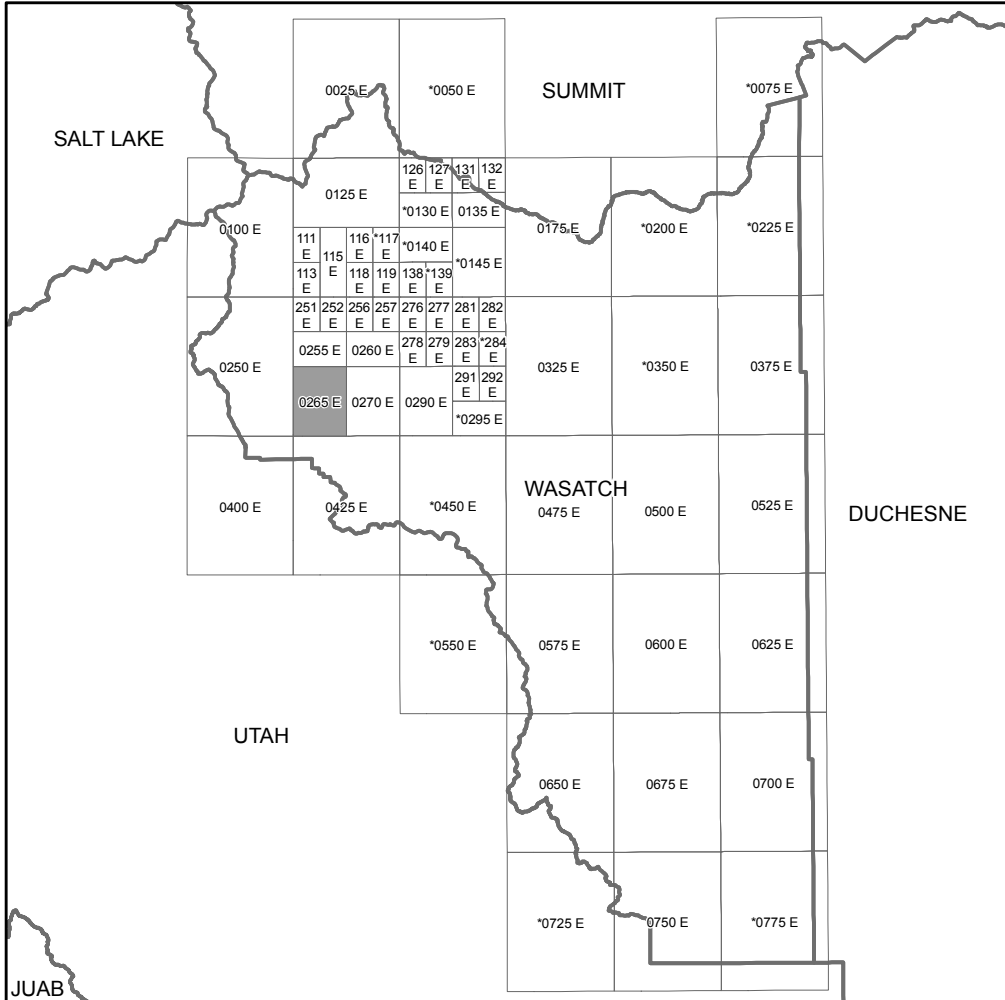 0025 E
*0050 E
SUMMIT
*0075 E
SALT LAKE
126
E
127
E
131
E
132
E
0125 E
*0130 E
0135 E
0100 E
0175 E
*0200 E
*0225 E
111
E
115
E
116
E
*117
E
*0140 E
*0145 E
113
E
118
E
119
E
138
E
*139
E
251
E
252
E
256
E
257
E
276
E
277
E
281
E
282
E
0255 E
0260 E
278
E
279
E
283
E
*284
E
0250 E
0325 E
*0350 E
0375 E
291
E
292
E
0265 E
0270 E
0290 E
*0295 E
WASATCH
0400 E
0425 E
*0450 E
0475 E
0500 E
0525 E
DUCHESNE
*0550 E
0575 E
0600 E
0625 E
UTAH
0650 E
0675 E
0700 E
*0725 E
0750 E
*0775 E
JUAB